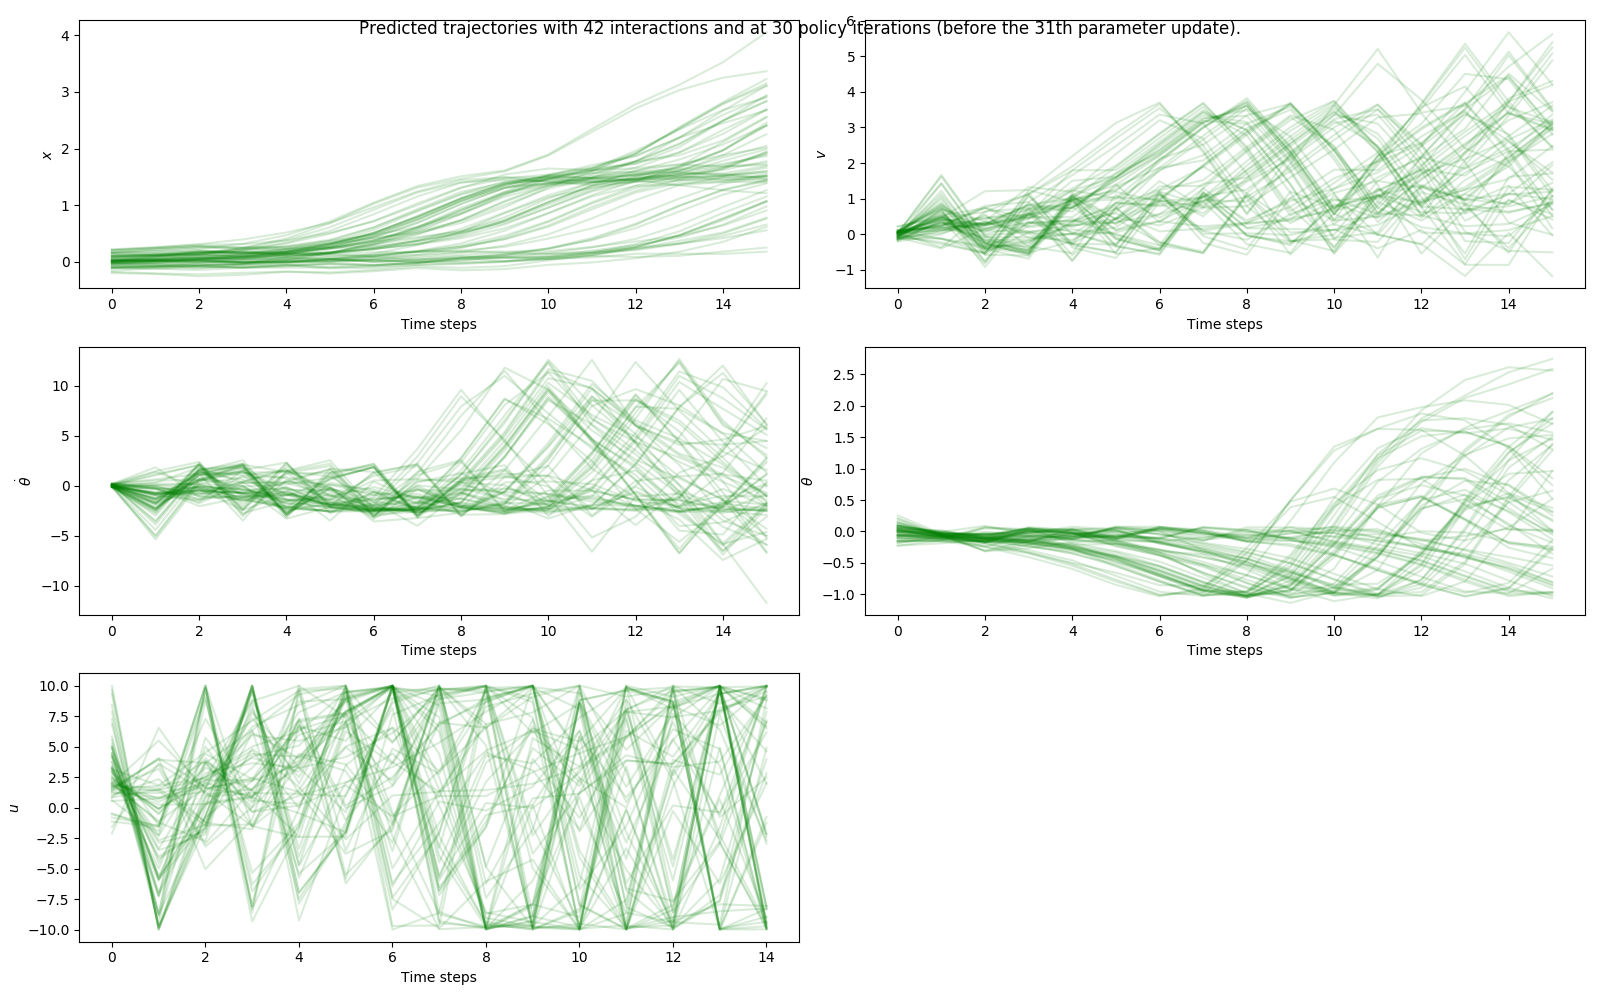 Predicted trajectories with 42 interactions and at 30 policy iterations (before the 31th parameter update).
4
3
2
1
0
x
0 2 4 6 8 10 12 14
Time steps
6
5
4
3
2
1
0
−1
v
0 2 4 6 8 10 12 14
Time steps
10
5
0
−5
−10
θ̇
0 2 4 6 8 10 12 14
Time steps
2.5
2.0
1.5
1.0
0.5
0.0
−0.5
−1.0
θ
0 2 4 6 8 10 12 14
Time steps
10.0
7.5
5.0
2.5
0.0
−2.5
−5.0
−7.5
−10.0
u
0 2 4 6 8 10 12 14
Time steps